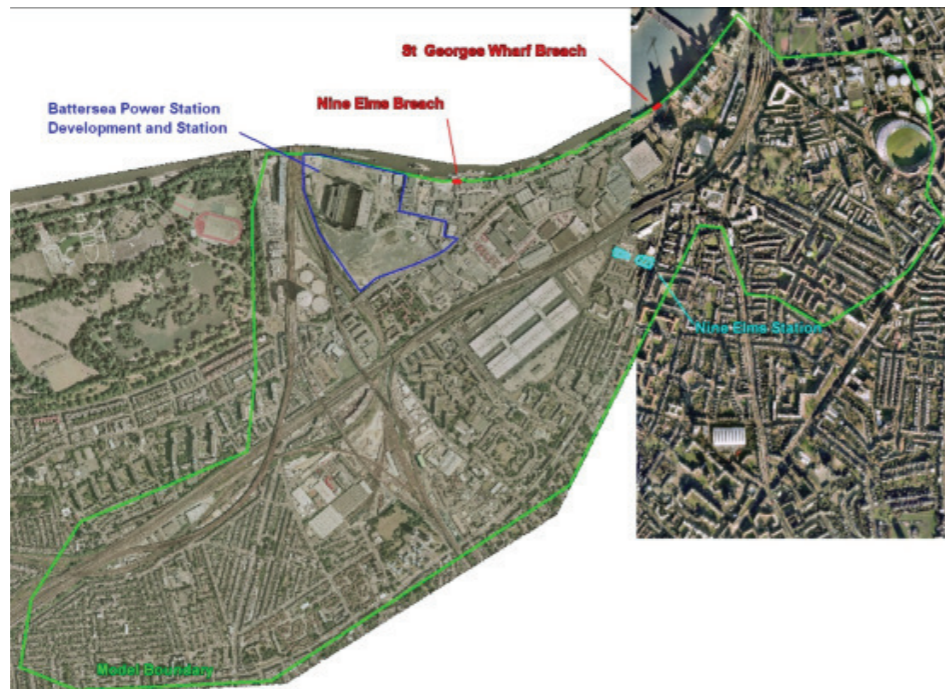 St Georges Wharf Breach
Nine Elms Breach
Battersea Power Station
Development and Station
Nine Elms Station
Model Boundary